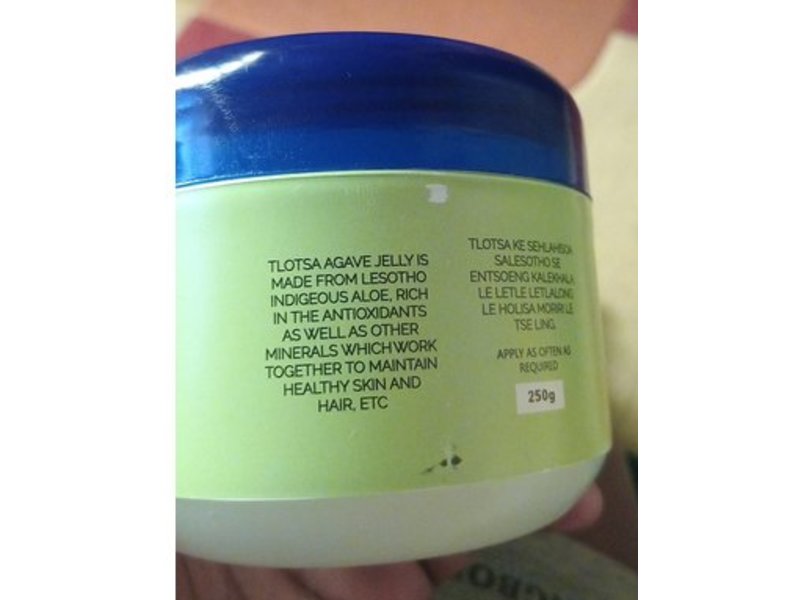 TLOTSA AGAVE JELLY IS
MADE FROM LESOTHO
INDIGEOUS ALOE, RICH
IN THE ANTIOXIDANTS
AS WELL AS OTHER
MINERALS WHICH WORK
TOGETHER TO MAINTAIN
HEALTHY SKIN AND
HAIR, ETC
TLOTSA KE SEHLAHISOA
SALESOTHO SE
ENTSOENG KALEKHALA
LE LETLE LETLALONG
LE HOLISA MORIRI LE
TSE LING.
APPLY AS OFTEN AS
REQUIRED
250g